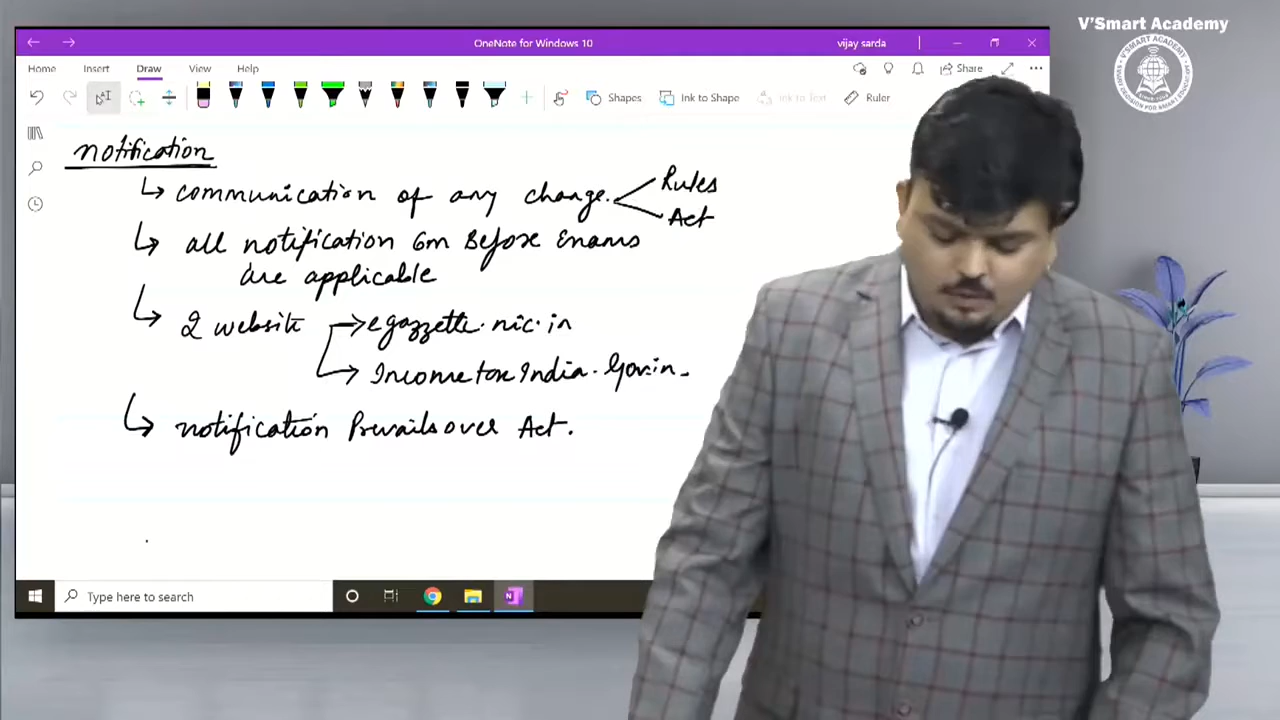 V'Smart Academy
OneNote for Windows 10
vijay sarda
Home Insert Draw View Help
Share
Shapes Ink to Shape Ink to Text Ruler
notification
communication of any change. Rules
Act
all notification 6m Before Exams
are applicable
2 website egazzette.nic.in
IncometaxIndia.Gov.in
notification Prevails over Act.
Type here to search